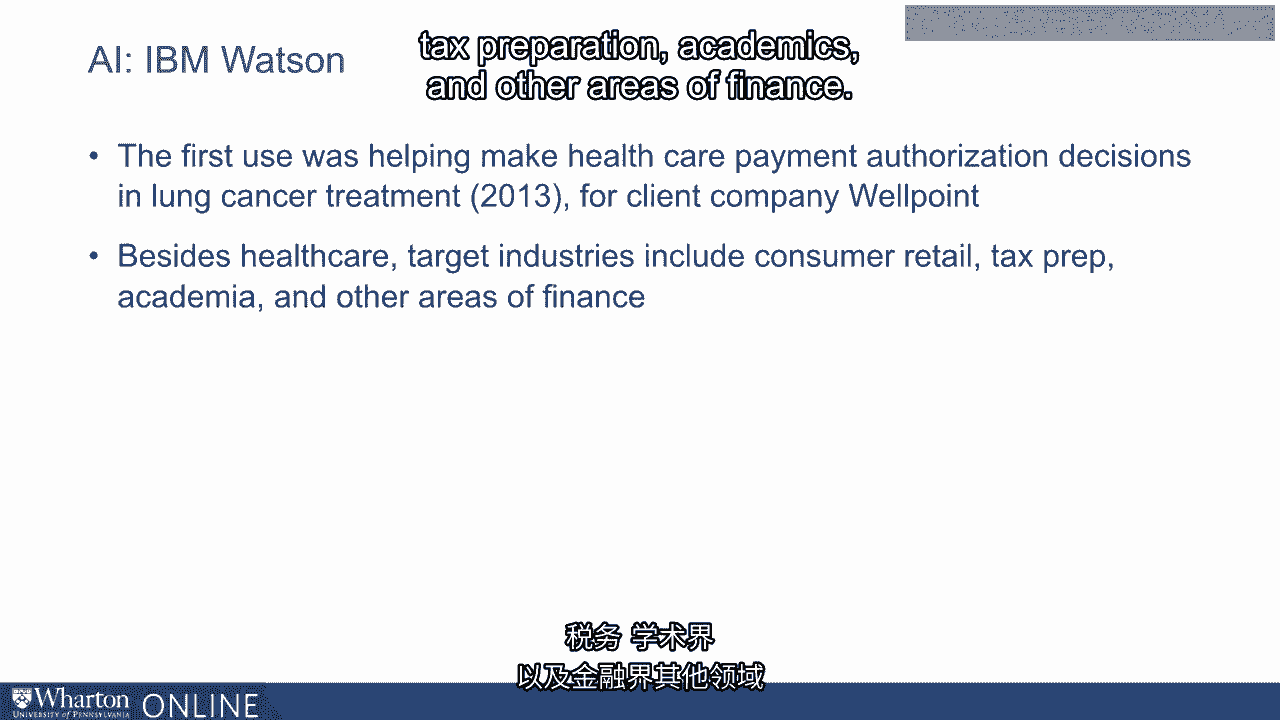 AI: IBM Watson
tax preparation, academics,
and other areas of finance.
• The first use was helping make health care payment authorization decisions
in lung cancer treatment (2013), for client company Wellpoint
• Besides healthcare, target industries include consumer retail, tax prep,
academia, and other areas of finance
税务 学术界
以及金融界其他领域
Wharton ONLINE
UNIVERSITY of PENNSYLVANIA